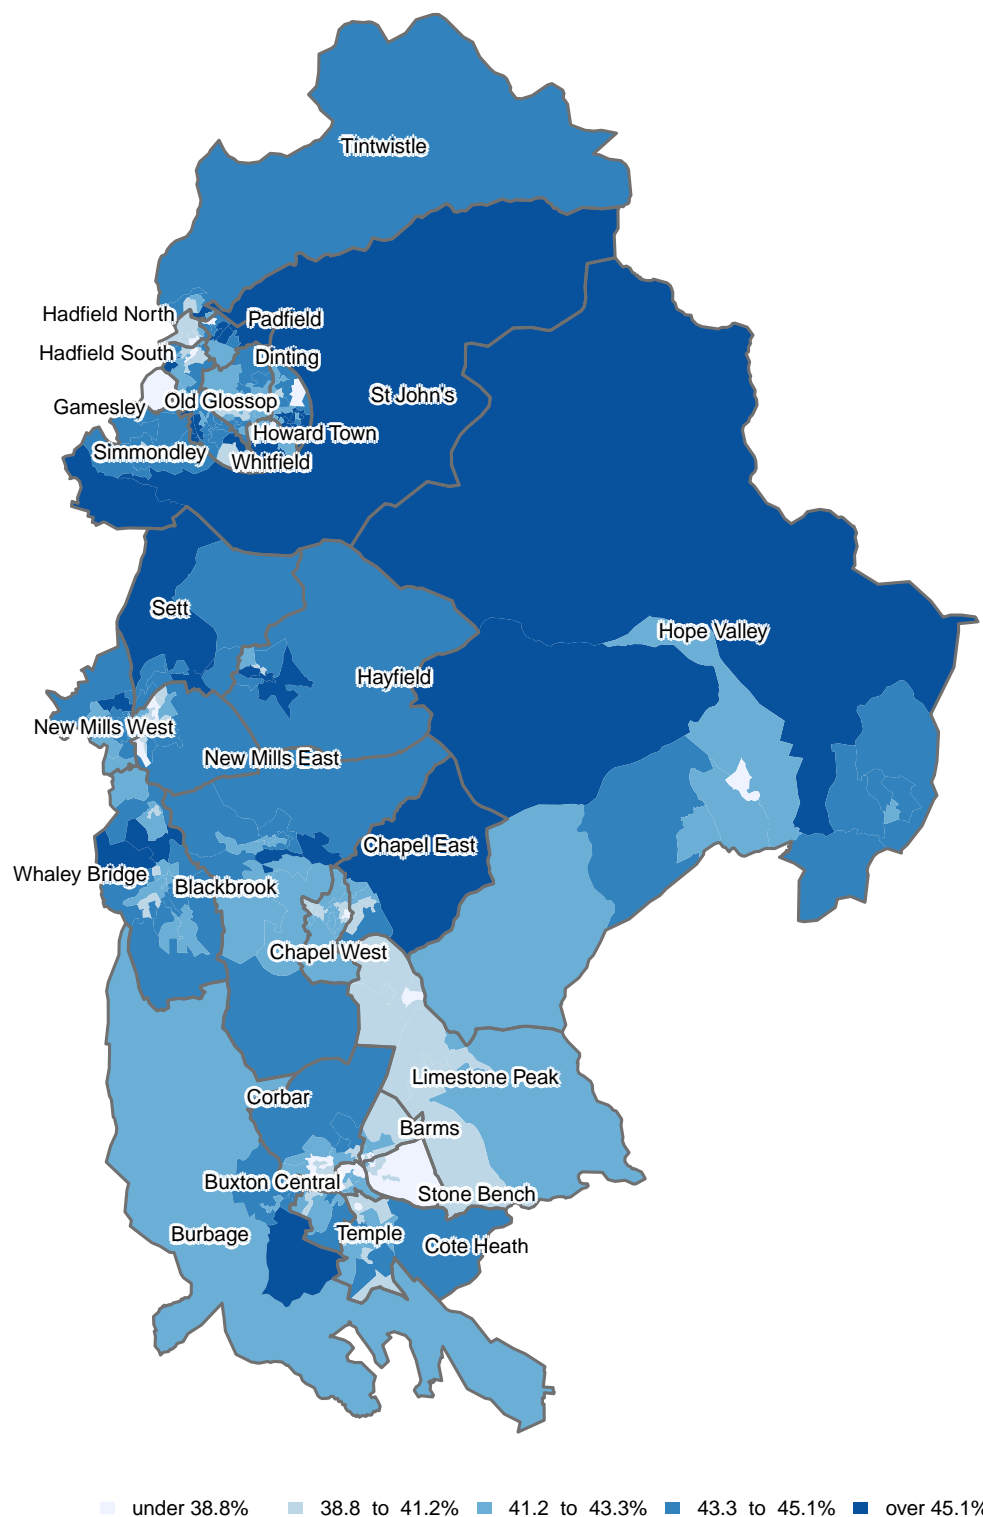 Tintwistle
Hadfield North
Padfield
Hadfield South
Dinting
St John's
Gamesley
Old Glossop
Howard Town
Simmondley
Whitfield
Sett
Hope Valley
Hayfield
New Mills West
New Mills East
Chapel East
Whaley Bridge
Blackbrook
Chapel West
Limestone Peak
Corbar
Barms
Buxton Central
Stone Bench
Burbage
Temple
Cote Heath
under 38.8% 38.8 to 41.2% 41.2 to 43.3% 43.3 to 45.1% over 45.1%